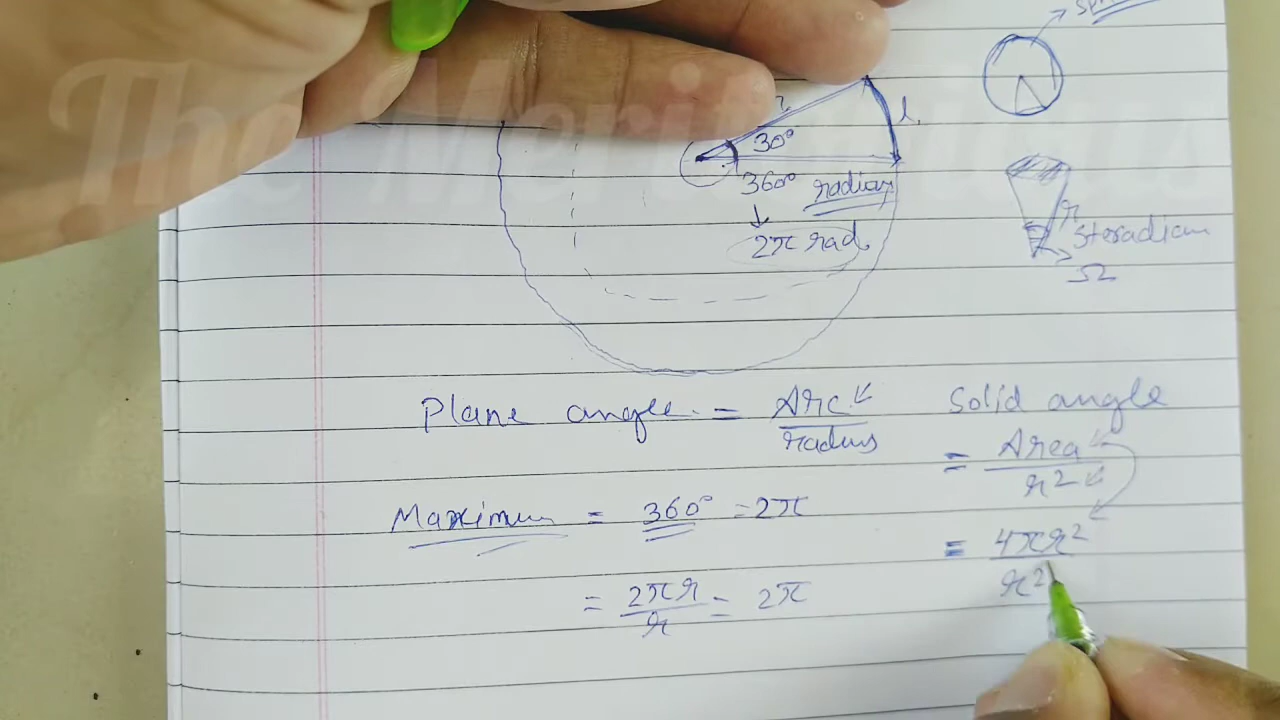 r
l
30°
360° radian
↓
2π rad
r
Steradian
Ω
Plane angle = Arc / radius
Solid angle
= Area / r²
Maximum = 360° = 2π
= 4πr² / r²
= 2πr / r = 2π